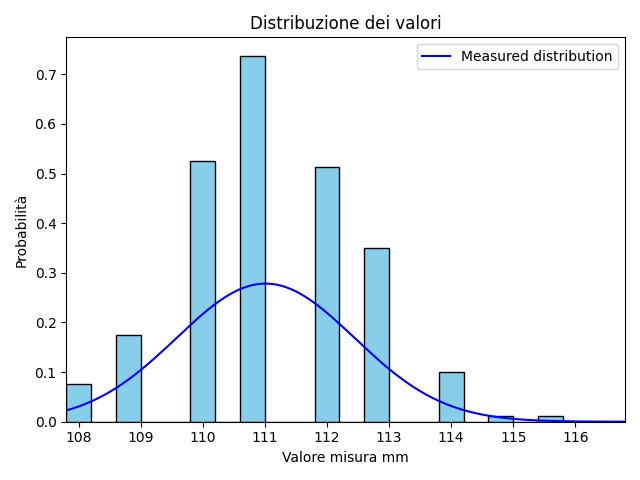 Distribuzione dei valori
Measured distribution
Probabilità
0.7
0.6
0.5
0.4
0.3
0.2
0.1
0.0
108 109 110 111 112 113 114 115 116
Valore misura mm